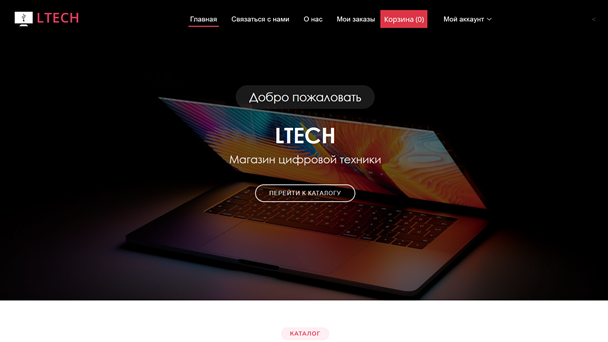 LTECH
Главная Связаться с нами О нас Мои заказы Корзина (0) Мой аккаунт
<
Добро пожаловать
LTECH
Магазин цифровой техники
ПЕРЕЙТИ К КАТАЛОГУ
КАТАЛОГ